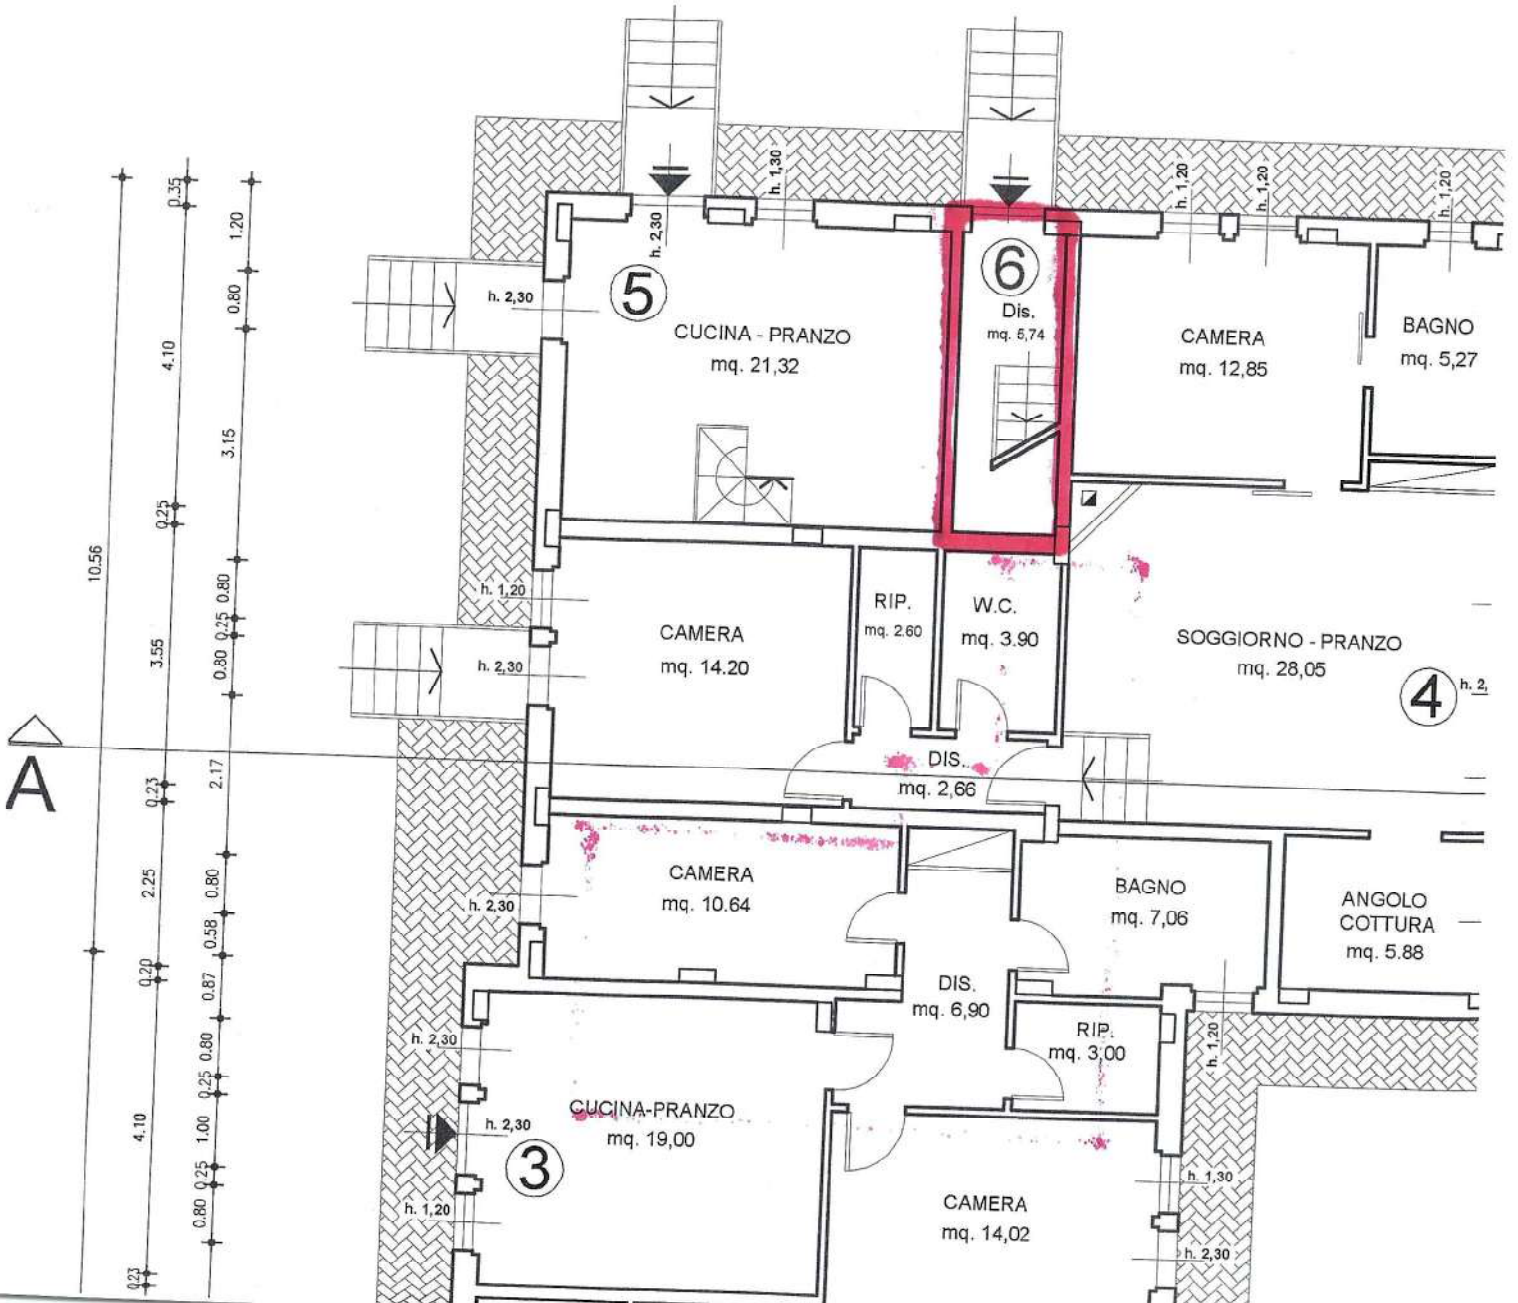 h. 1,30
h. 1,20
h. 1,20
h. 1,20
0.35
1.20
h. 2,30
5
6
h. 2,30
0.80
Dis.
CUCINA - PRANZO
mq. 21,32
CAMERA
mq. 12,85
BAGNO
mq. 5,27
4.10
3.15
0.25
10.56
h. 1,20
0.80
RIP.
mq. 2.60
W.C.
mq. 3.90
CAMERA
mq. 14.20
0.25
3.55
0.80
h. 2,30
SOGGIORNO - PRANZO
mq. 28,05
4
h. 2,
A
2.17
0.23
DIS.
mq. 2,66
2.25
0.80
CAMERA
mq. 10.64
h. 2,30
BAGNO
mq. 7,06
ANGOLO
COTTURA
mq. 5.88
0.58
0.20
0.87
DIS.
mq. 6,90
RIP.
mq. 3,00
h. 1,20
h. 2,30
0.80
0.25
4.10
1.00
h. 2,30
CUCINA-PRANZO
mq. 19,00
3
0.25
0.80
h. 1,20
h. 1,30
CAMERA
mq. 14,02
h. 2,30
0.23